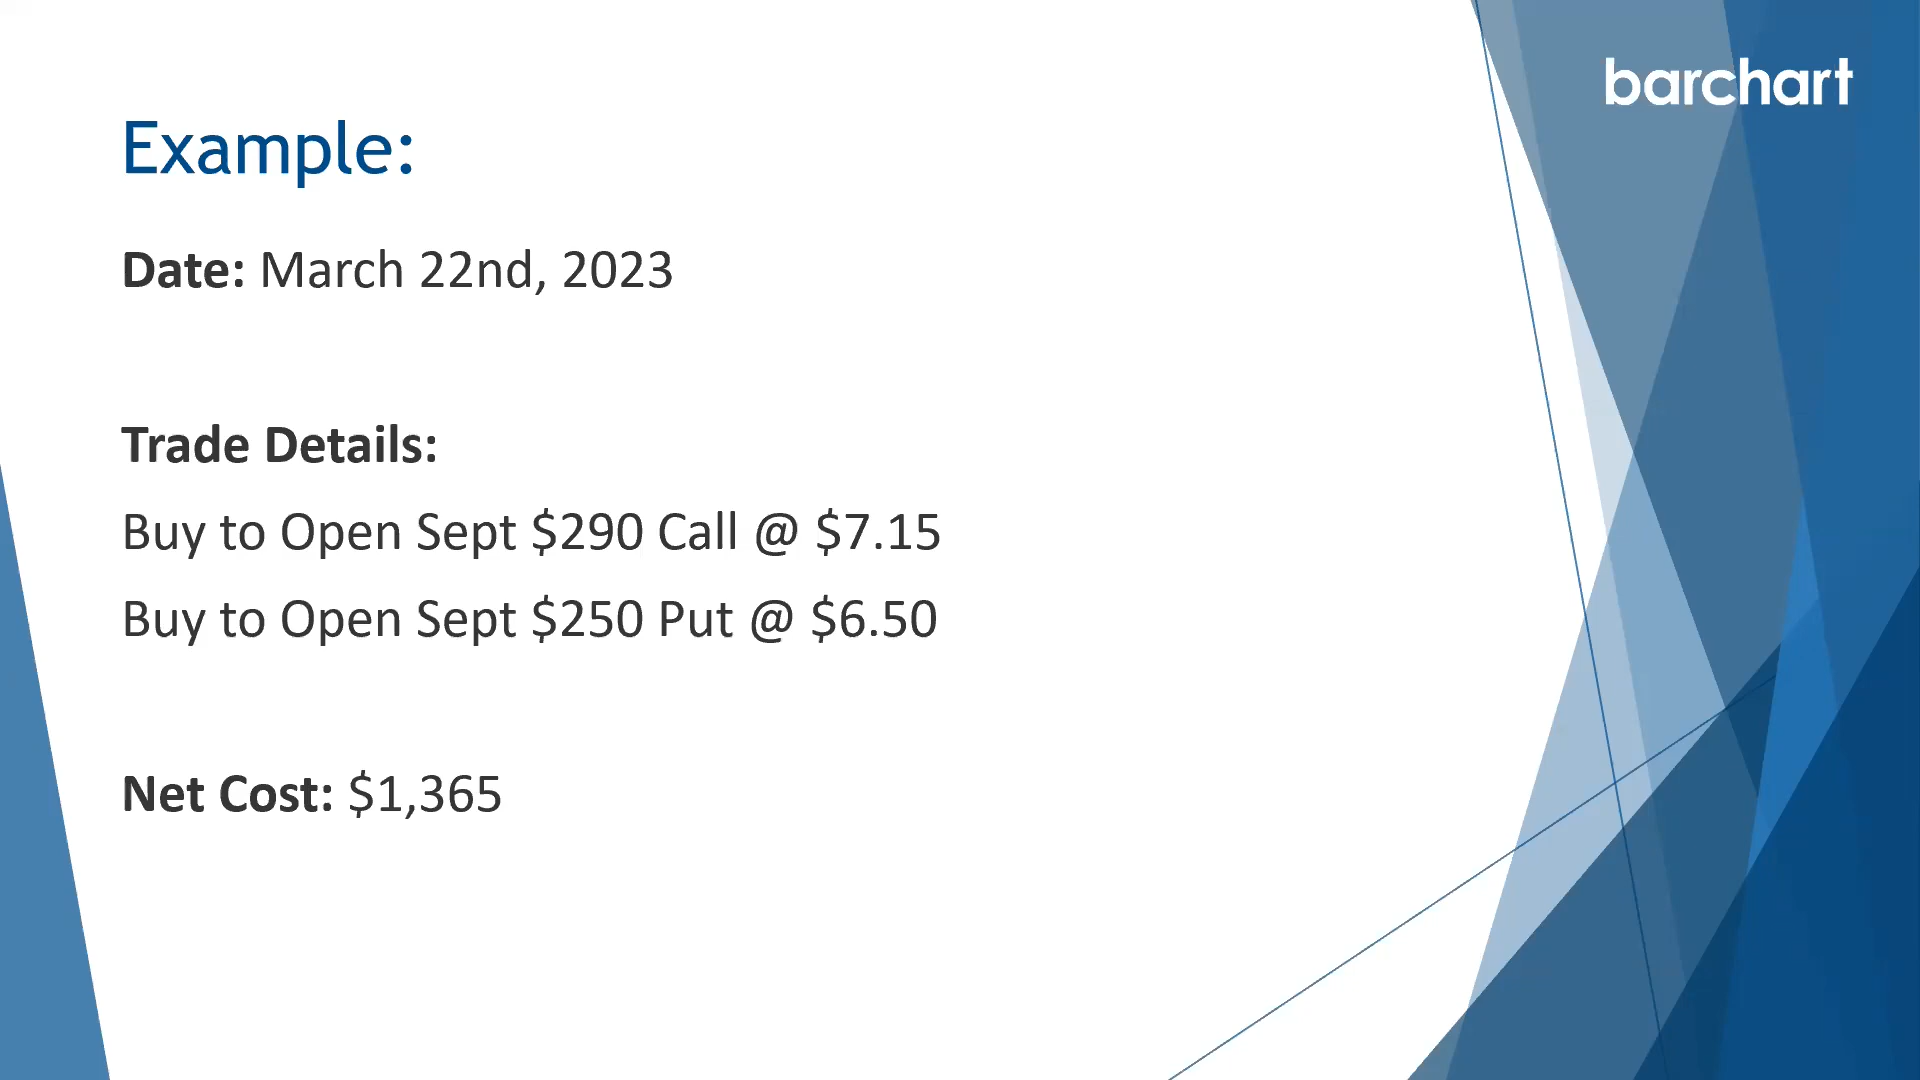 barchart
Example:
Date: March 22nd, 2023
Trade Details:
Buy to Open Sept $290 Call @ $7.15
Buy to Open Sept $250 Put @ $6.50
Net Cost: $1,365